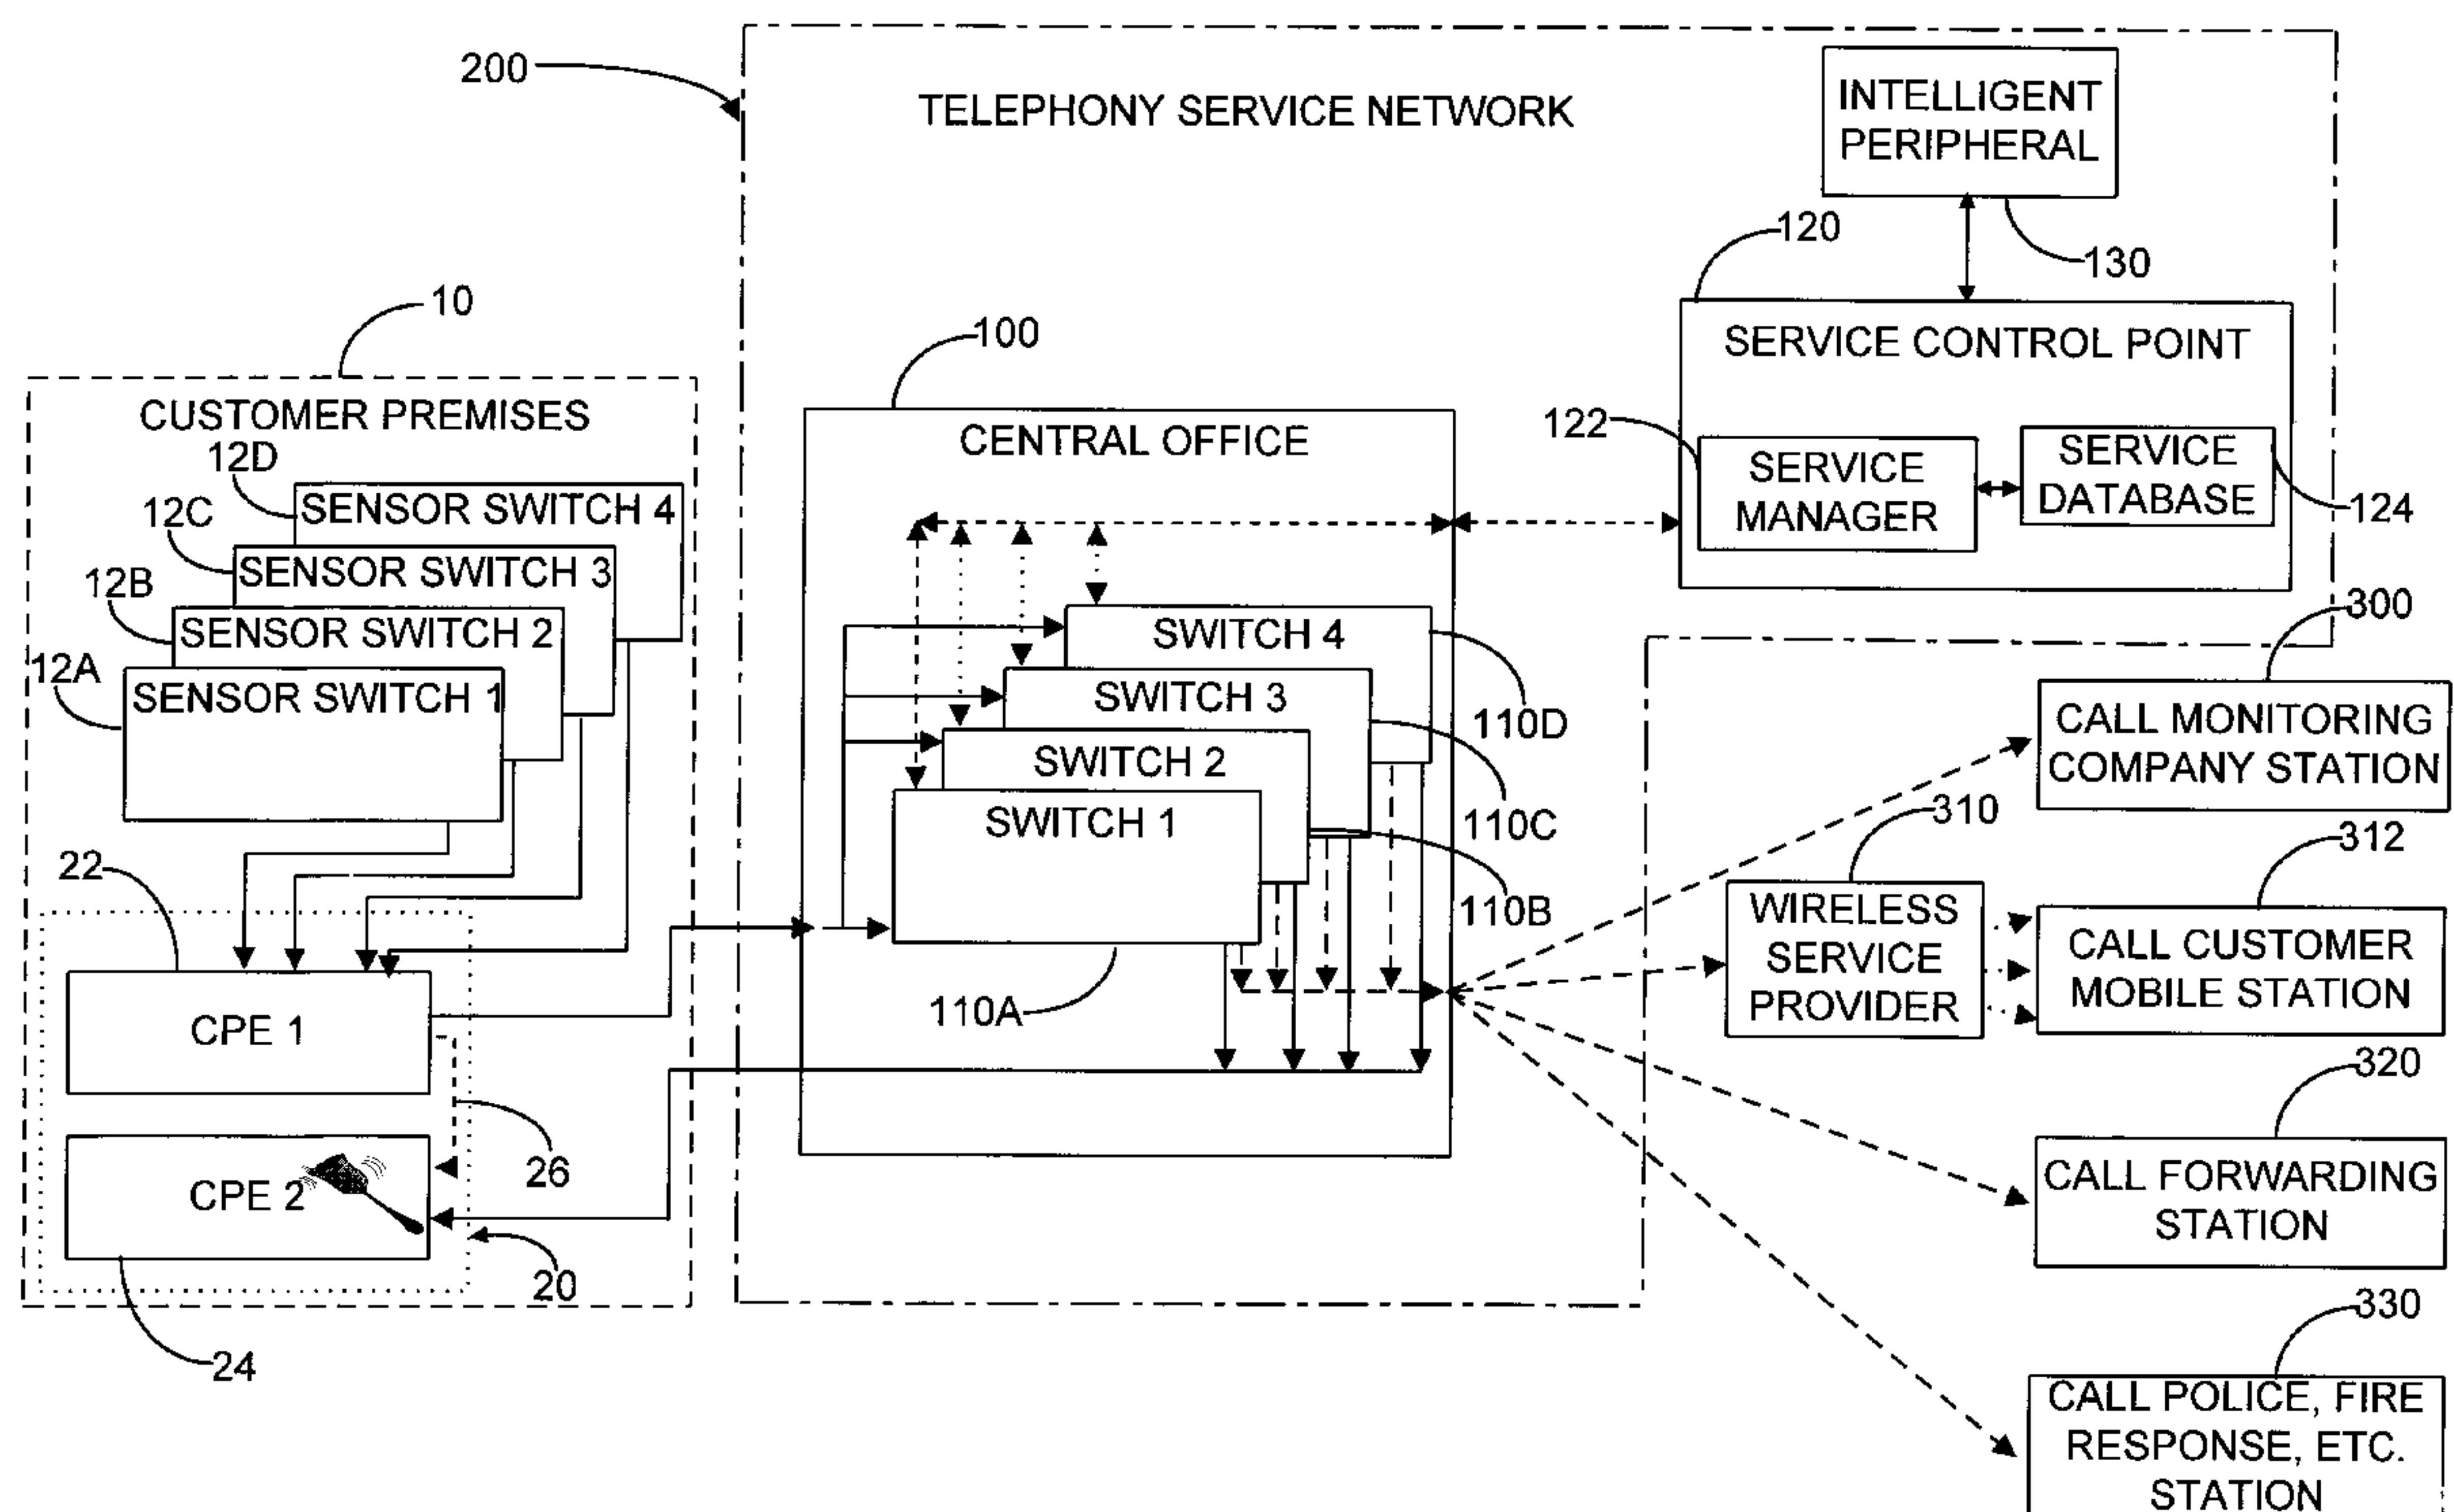 200
TELEPHONY SERVICE NETWORK
INTELLIGENT
PERIPHERAL
120
130
10
100
SERVICE CONTROL POINT
CUSTOMER PREMISES
12D
SENSOR SWITCH 4
12C
SENSOR SWITCH 3
12B
SENSOR SWITCH 2
12A
SENSOR SWITCH 1
CENTRAL OFFICE
122
SERVICE
MANAGER
SERVICE
DATABASE
124
SWITCH 4
SWITCH 3
SWITCH 2
SWITCH 1
110D
110C
110B
110A
300
CALL MONITORING
COMPANY STATION
310
WIRELESS
SERVICE
PROVIDER
312
CALL CUSTOMER
MOBILE STATION
22
CPE 1
26
CPE 2
20
24
320
CALL FORWARDING
STATION
330
CALL POLICE, FIRE
RESPONSE, ETC.
STATION